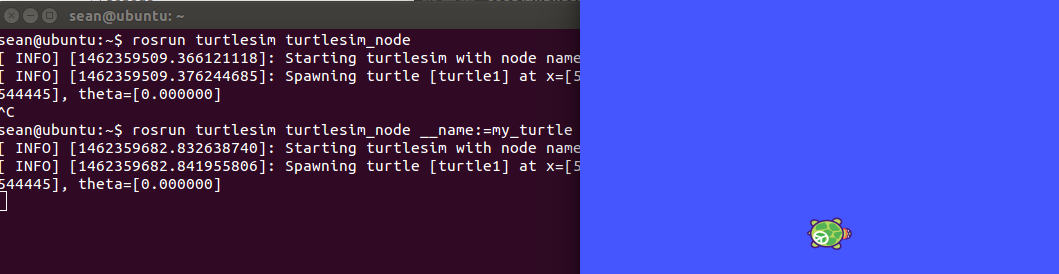 sean@ubuntu: ~
sean@ubuntu:~$ rosrun turtlesim turtlesim_node
[ INFO] [1462359509.366121118]: Starting turtlesim with node name
[ INFO] [1462359509.376244685]: Spawning turtle [turtle1] at x=[5
544445], theta=[0.000000]
^C
sean@ubuntu:~$ rosrun turtlesim turtlesim_node __name:=my_turtle
[ INFO] [1462359682.832638740]: Starting turtlesim with node name
[ INFO] [1462359682.841955806]: Spawning turtle [turtle1] at x=[5
544445], theta=[0.000000]